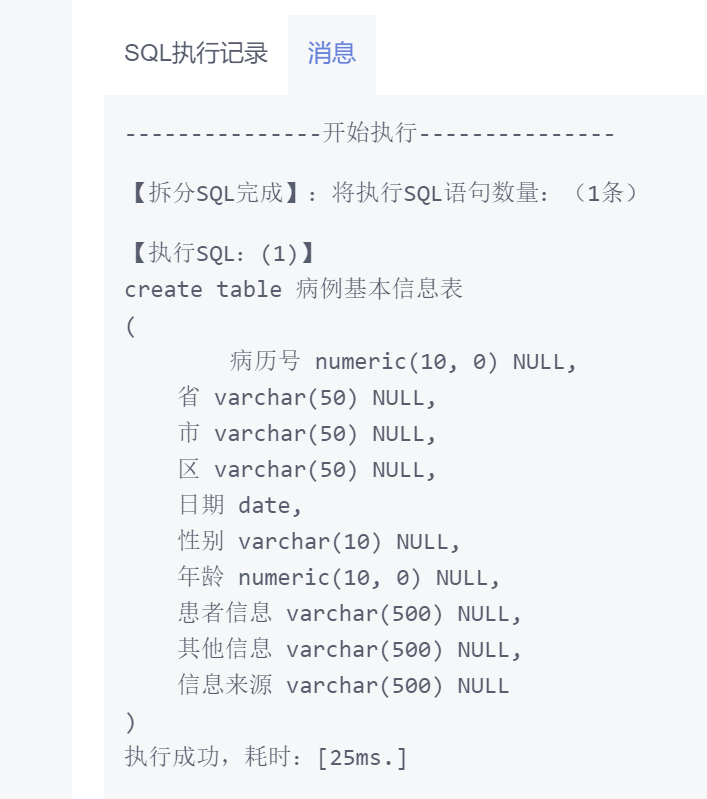 SQL执行记录 消息
---------------开始执行---------------
【拆分SQL完成】：将执行SQL语句数量：（1条）
【执行SQL：(1)】
create table 病例基本信息表
(
病历号 numeric(10, 0) NULL,
省 varchar(50) NULL,
市 varchar(50) NULL,
区 varchar(50) NULL,
日期 date,
性别 varchar(10) NULL,
年龄 numeric(10, 0) NULL,
患者信息 varchar(500) NULL,
其他信息 varchar(500) NULL,
信息来源 varchar(500) NULL
)
执行成功，耗时：[25ms.]